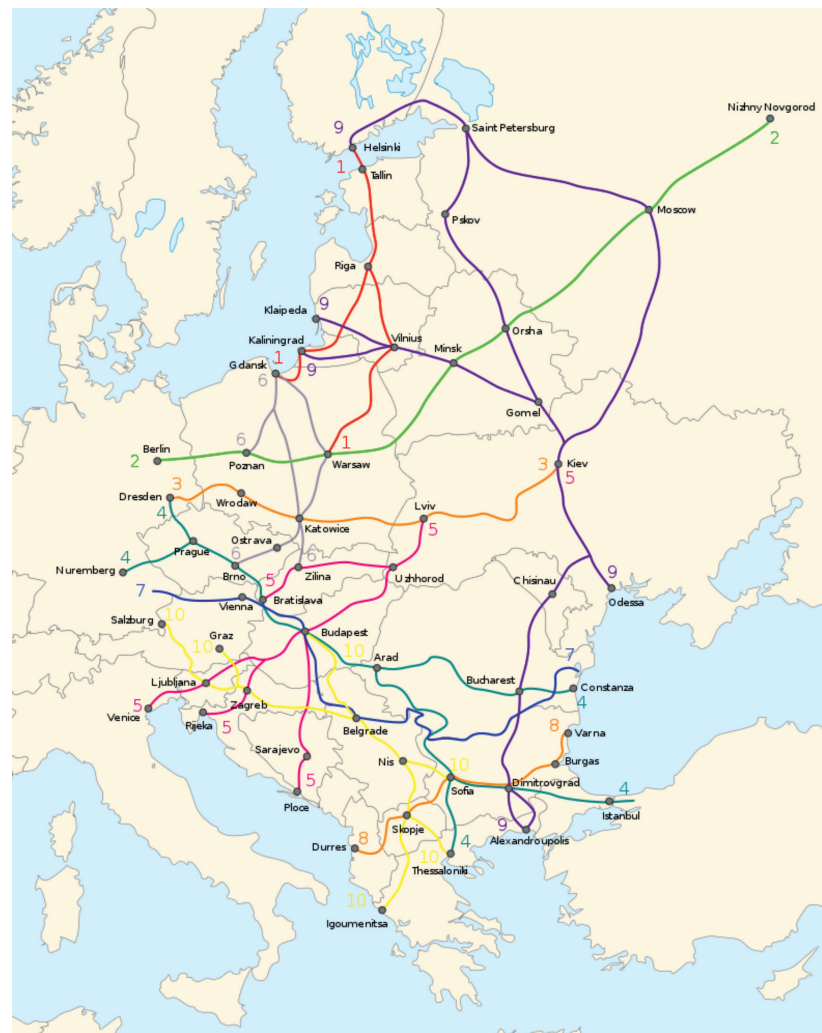 Nizhny Novgorod
2
9
Saint Petersburg
Helsinki
1
Tallin
Moscow
Pskov
Riga
Klaipeda
9
Orsha
Kaliningrad
Vilnius
Minsk
1
Gdansk
9
6
Gomel
6
1
Berlin
2
Poznan
Warsaw
3
Kiev
5
3
Dresden
4
Wrocław
Lviv
5
Katowice
Ostrava
Prague
6
6
4
Nuremberg
Brno
Zilina
Uzhhorod
Chisinau
9
Odessa
7
5
Bratislava
Vienna
10
Salzburg
Graz
10
Budapest
10
Arad
7
Ljubljana
Bucharest
Constanza
4
5
Venice
Zagreb
Rijeka
5
Belgrade
8
Varna
Sarajevo
Nis
10
Burgas
5
Sofia
Dimitrovgrad
4
Ploce
Istanbul
Skopje
9
Alexandroupolis
8
Durres
10
4
Thessaloniki
10
Igoumenitsa